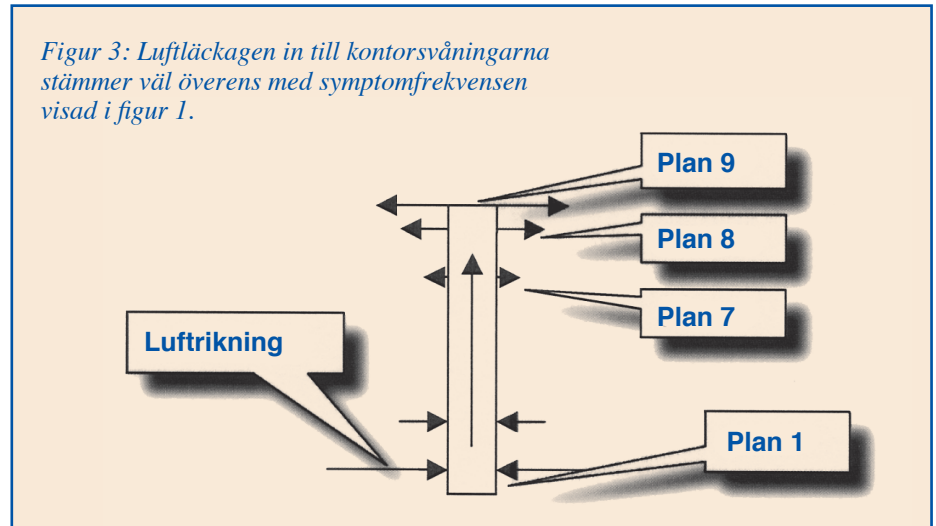 Figur 3: Luftläckagen in till kontorsvåningarna
stämmer väl överens med symptomfrekvensen
visad i figur 1.
Plan 9
Plan 8
Plan 7
Luftrikning
Plan 1